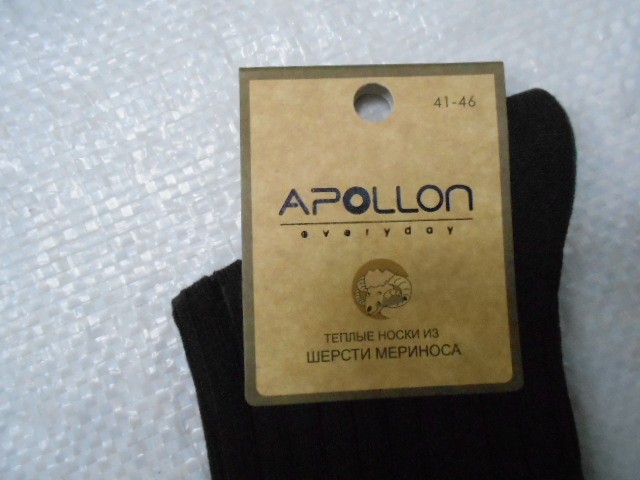 41-46
APOLLON
everyday
ТЕПЛЫЕ НОСКИ ИЗ
ШЕРСТИ МЕРИНОСА